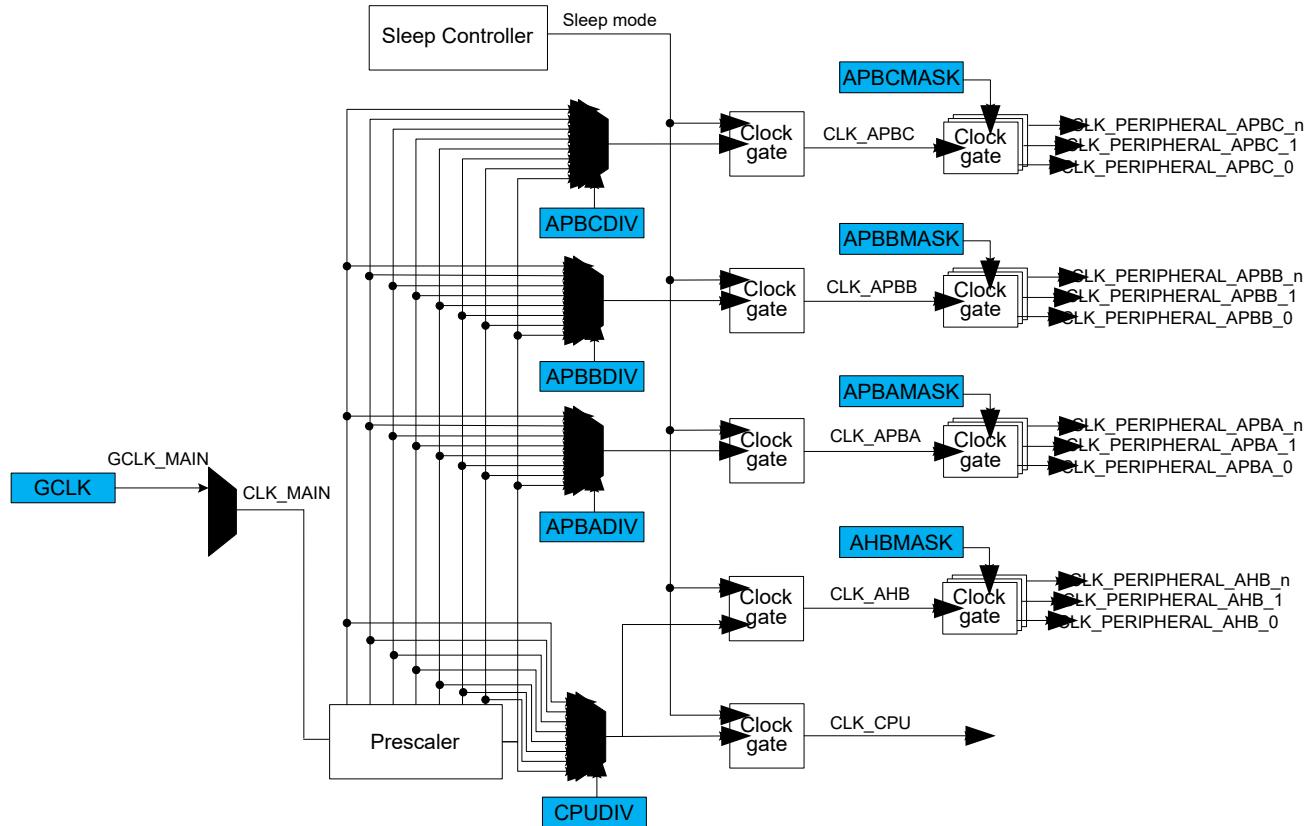 Sleep mode
Sleep Controller
APBCMASK
Clock
gate
CLK_APBC
Clock
gate
CLK_PERIPHERAL_APBC_n
CLK_PERIPHERAL_APBC_1
CLK_PERIPHERAL_APBC_0
APBCDIV
APBBMASK
Clock
gate
CLK_APBB
Clock
gate
CLK_PERIPHERAL_APBB_n
CLK_PERIPHERAL_APBB_1
CLK_PERIPHERAL_APBB_0
APBBDIV
APBAMASK
Clock
gate
CLK_APBA
Clock
gate
CLK_PERIPHERAL_APBA_n
CLK_PERIPHERAL_APBA_1
CLK_PERIPHERAL_APBA_0
GCLK_MAIN
GCLK
CLK_MAIN
APBADIV
AHBMASK
Clock
gate
CLK_AHB
Clock
gate
CLK_PERIPHERAL_AHB_n
CLK_PERIPHERAL_AHB_1
CLK_PERIPHERAL_AHB_0
Prescaler
Clock
gate
CLK_CPU
CPUDIV